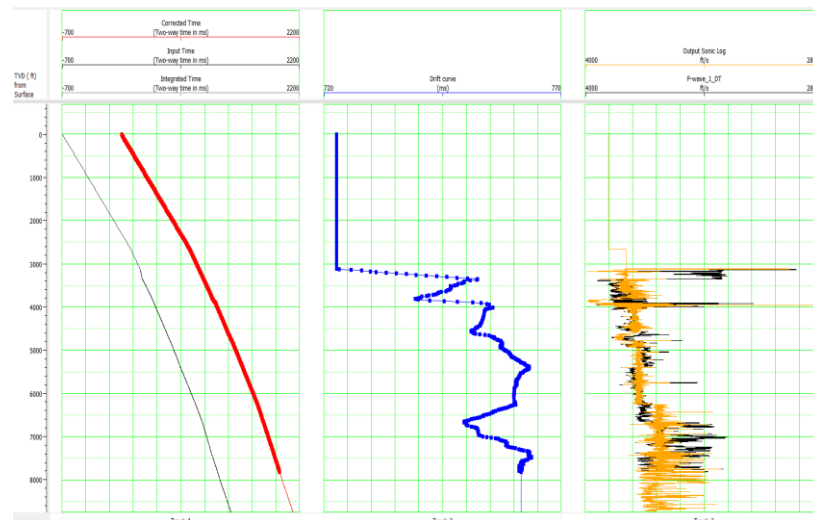 Corrected Time
-700 (Two-way time in ms) 2200
Input Time
-700 (Two-way time in ms) 2200
Integrated Time
-700 (Two-way time in ms) 2200
TVD ( ft)
from
Surface
Drift curve
720 (ms) 770
Output Sonic Log
4000 ft/s 28
P-wave_1_DT
4000 ft/s 28
0
1000
2000
3000
4000
5000
6000
7000
8000